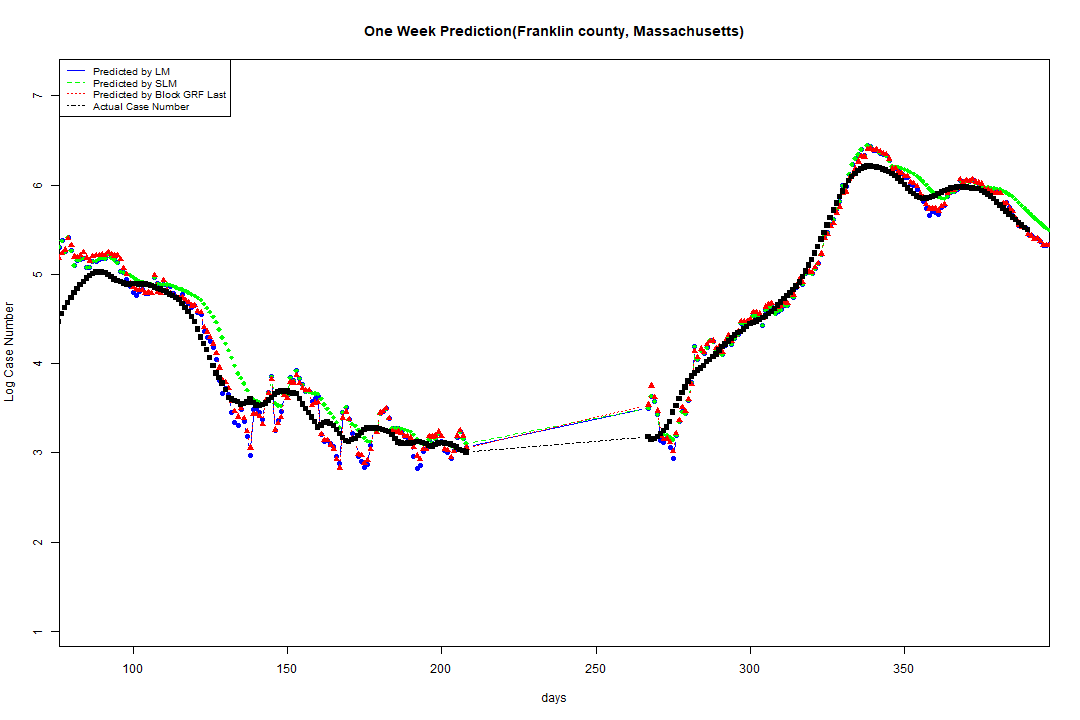 One Week Prediction(Franklin county, Massachusetts)
Predicted by LM
Predicted by SLM
Predicted by Block GRF Last
Actual Case Number
7
6
5
4
3
2
1
Log Case Number
100 150 200 250 300 350
days